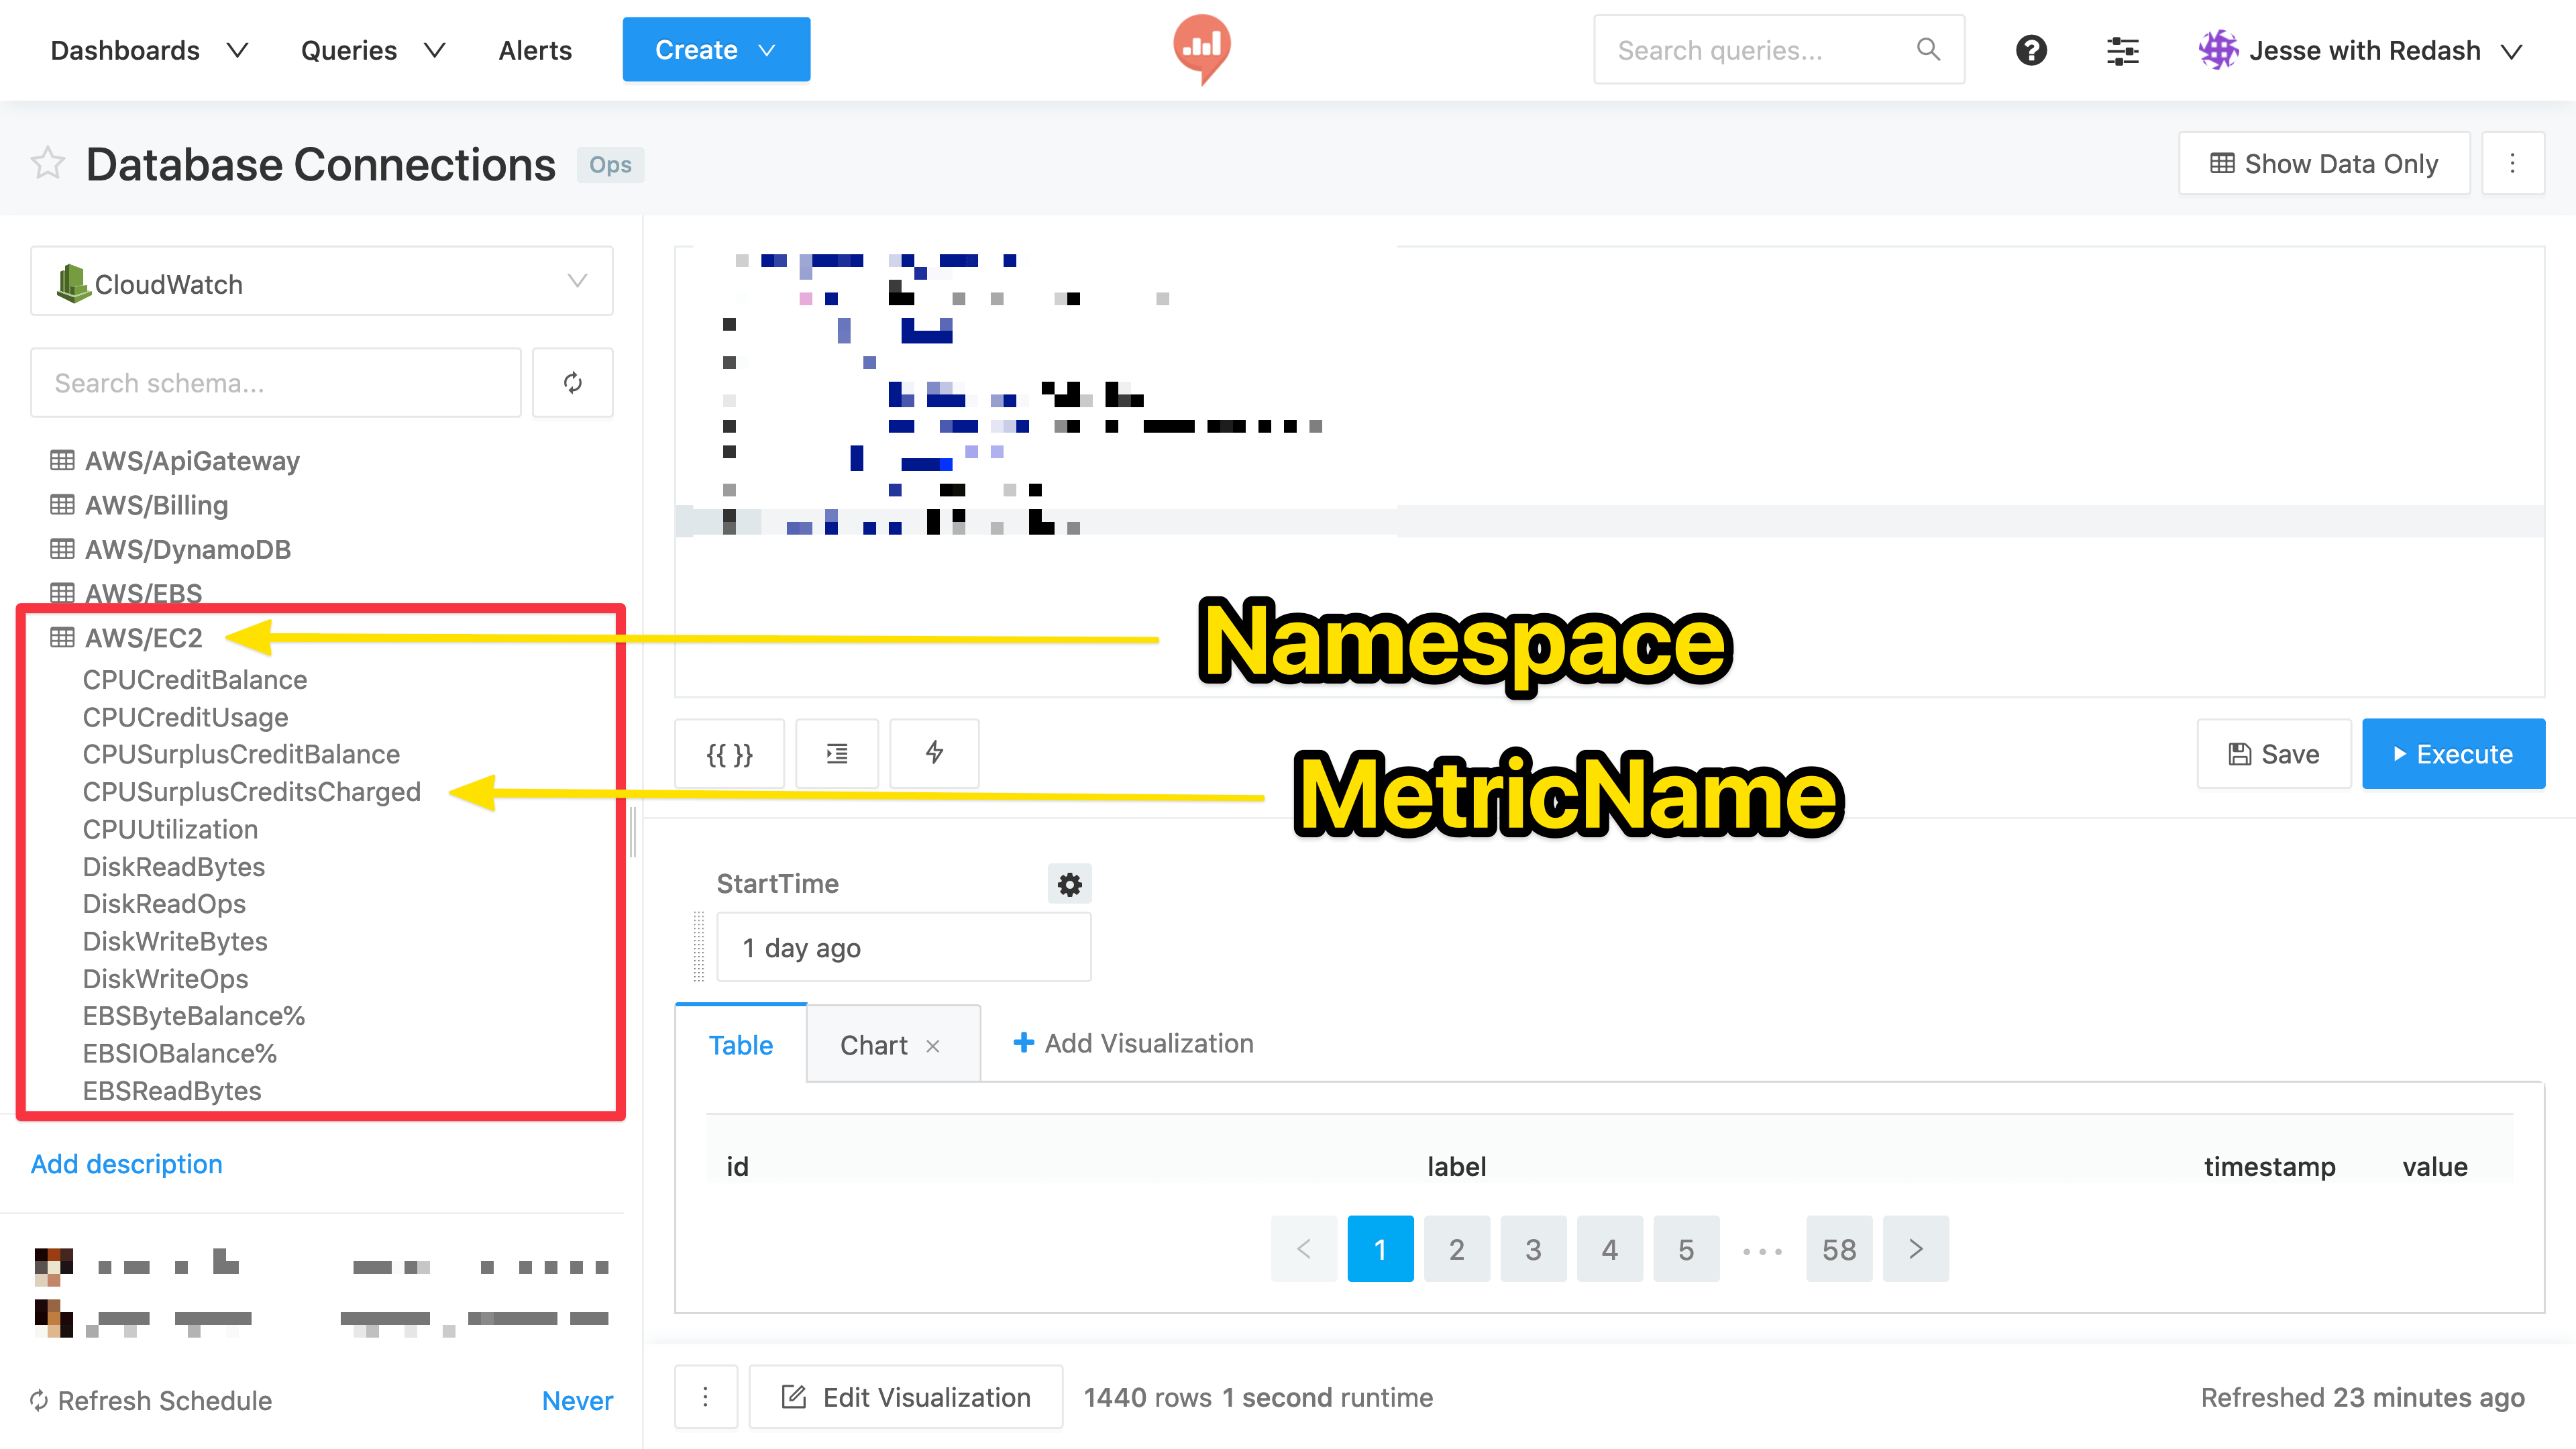 Dashboards Queries Alerts Create Search queries... Jesse with Redash
Database Connections Ops Show Data Only
CloudWatch
Search schema...
AWS/ApiGateway
AWS/Billing
AWS/DynamoDB
AWS/EBS
AWS/EC2
CPUCreditBalance
CPUCreditUsage
CPUSurplusCreditBalance
CPUSurplusCreditsCharged
CPUUtilization
DiskReadBytes
DiskReadOps
DiskWriteBytes
DiskWriteOps
EBSByteBalance%
EBSIOBalance%
EBSReadBytes
Add description
Refresh Schedule Never
Namespace
{{ }} Save Execute
MetricName
StartTime
1 day ago
Table Chart × + Add Visualization
id label timestamp value
< 1 2 3 4 5 ••• 58 >
Edit Visualization 1440 rows 1 second runtime Refreshed 23 minutes ago